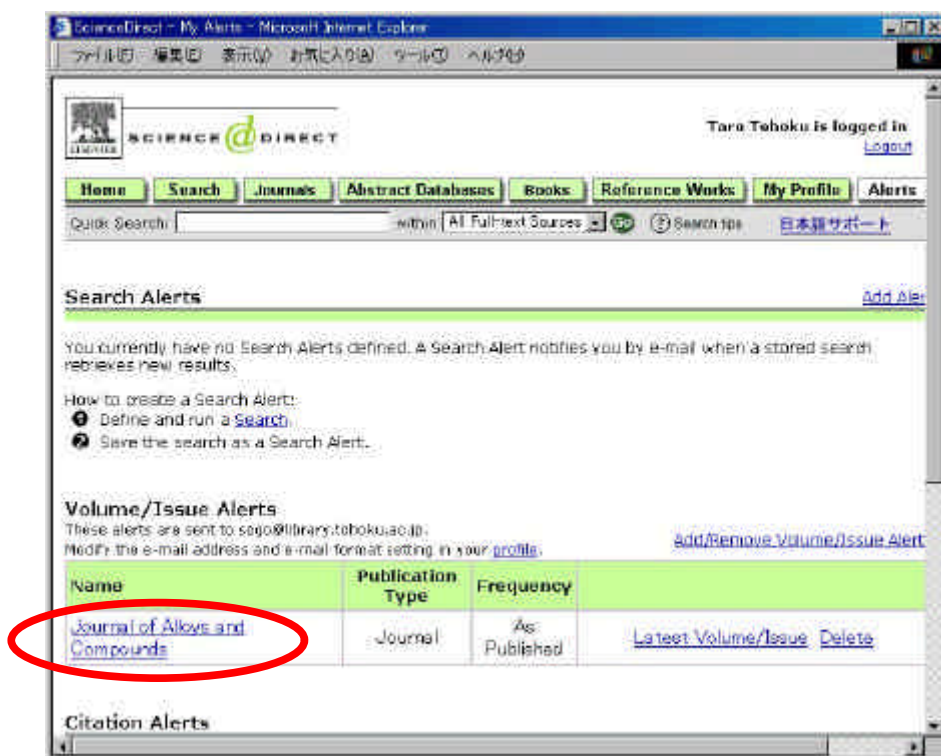 ScienceDirect - My Alerts - Microsoft Internet Explorer
ファイル(F) 編集(E) 表示(V) お気に入り(A) ツール(T) ヘルプ(H)
ELSEVIER
SCIENCE @ DIRECT
Taro Tohoku is logged in
Logout
Home Search Journals Abstract Databases Books Reference Works My Profile Alerts
Quick Search: within All Full-text Sources Go ? Search tips 日本語サポート
Search Alerts Add Aler
You currently have no Search Alerts defined. A Search Alert notifies you by e-mail when a stored search
retrieves new results.
How to create a Search Alert:
1 Define and run a Search.
2 Save the search as a Search Alert.
Volume/Issue Alerts
These alerts are sent to sogo@library.tohoku.ac.jp.
Modify the e-mail address and e-mail format setting in your profile.
Add/Remove Volume/Issue Alert
Name Publication Type Frequency
Journal of Alloys and
Compounds
Journal
As
Published
Latest Volume/Issue Delete
Citation Alerts